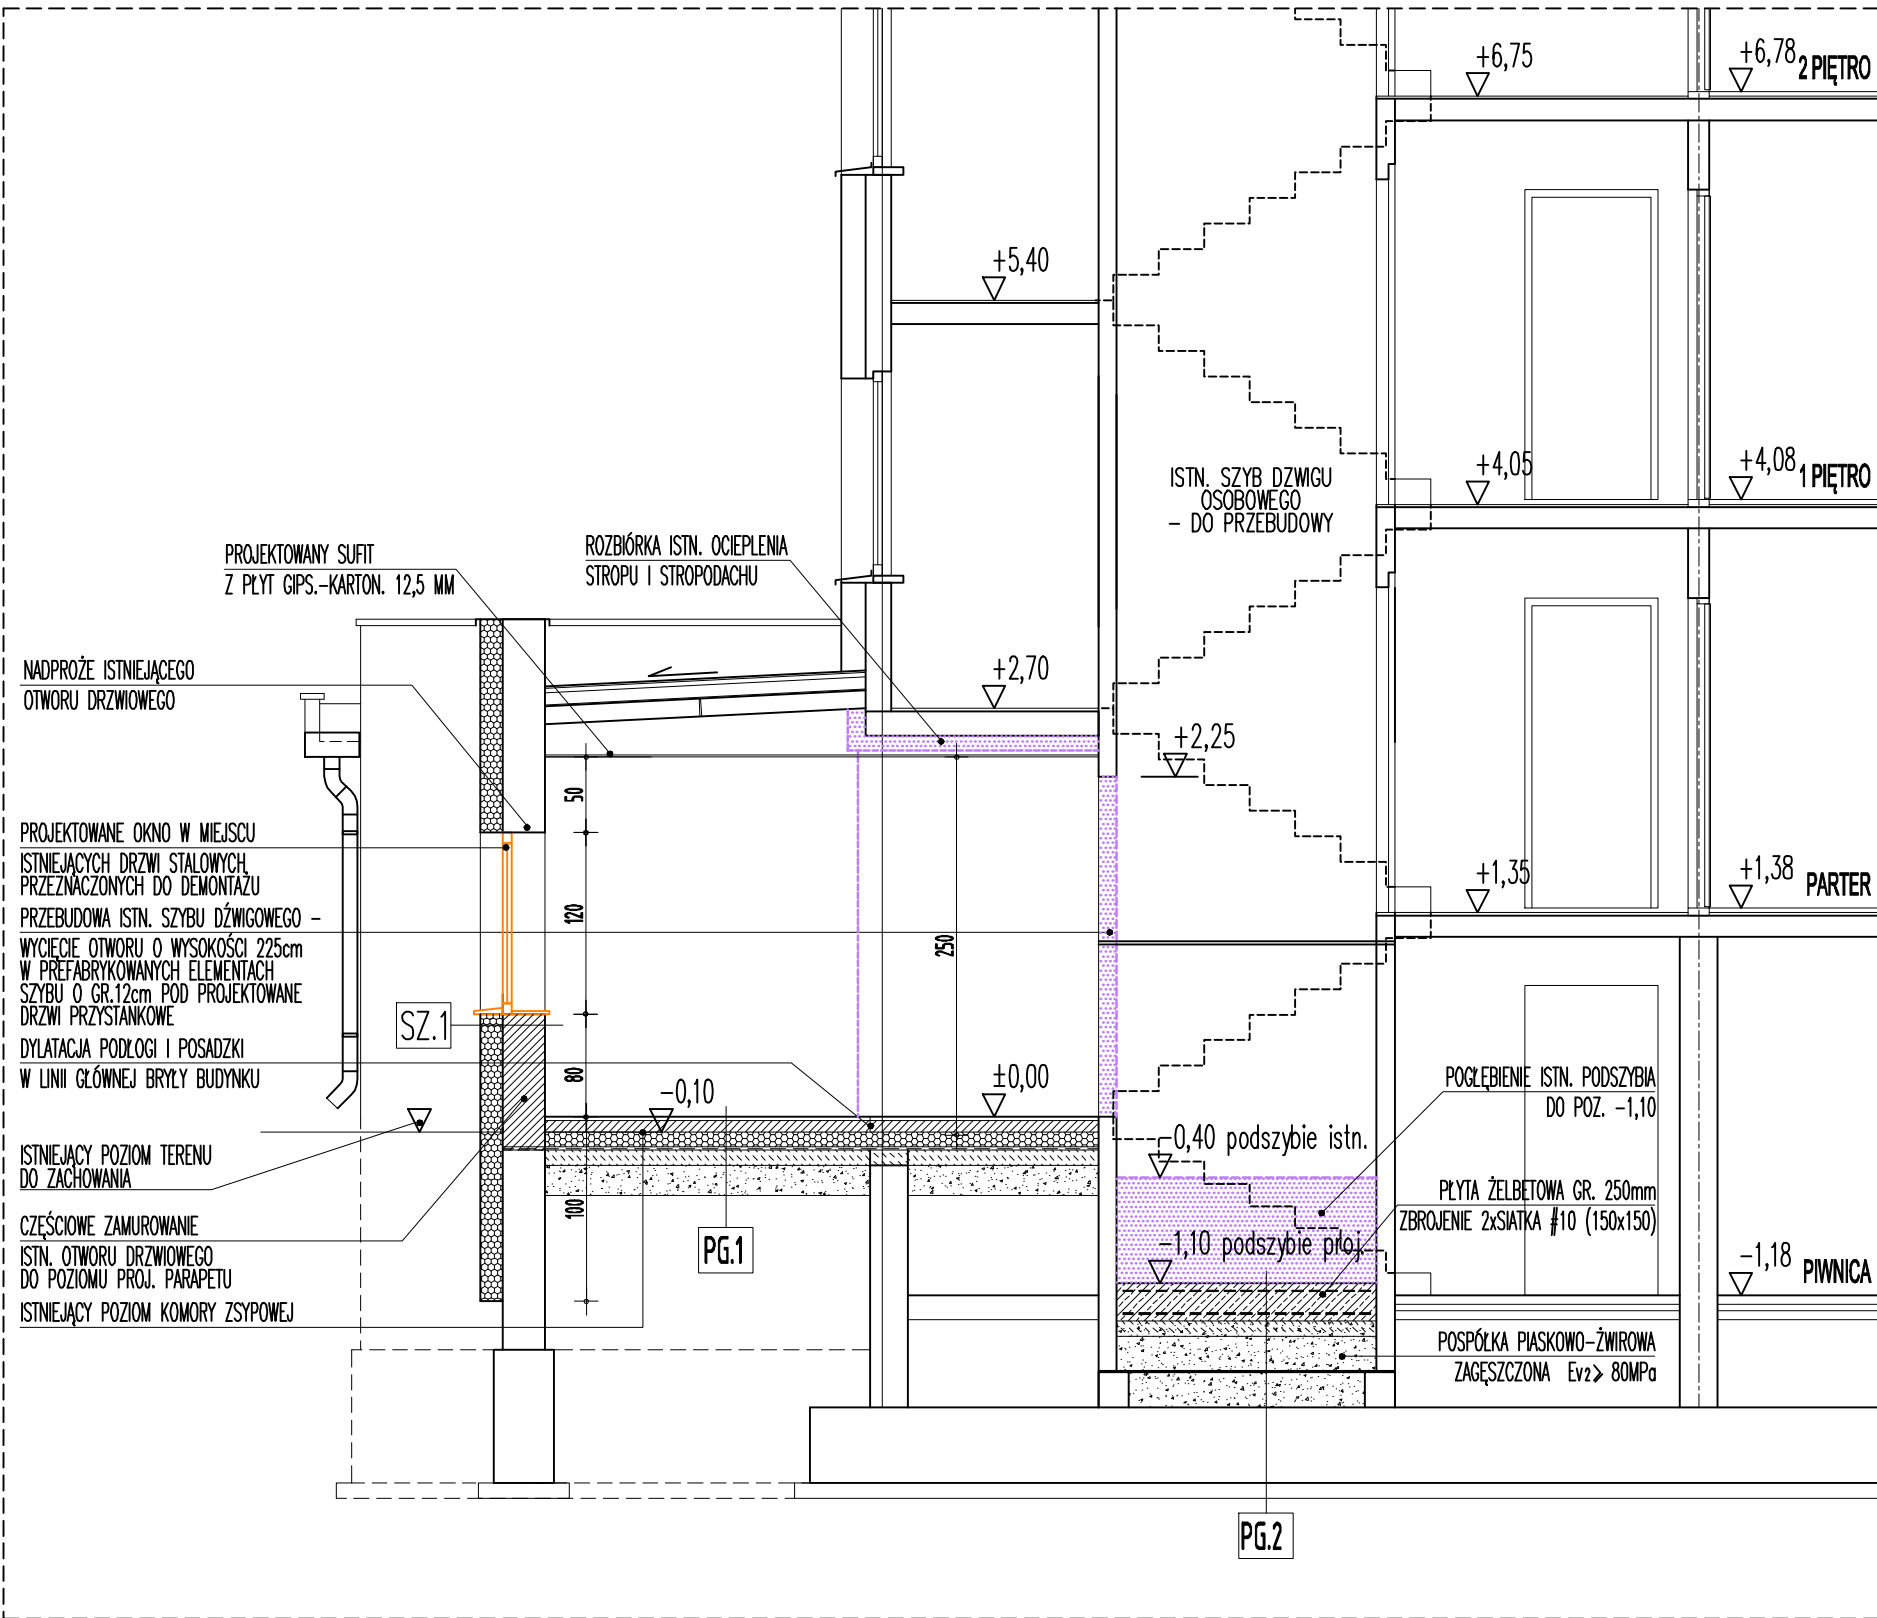 +6,75
+6,78
2 PIĘTRO
+5,40
+4,05
+4,08
1 PIĘTRO
ISTN. SZYB DZWIGU
OSOBOWEGO
- DO PRZEBUDOWY
PROJEKTOWANY SUFIT
Z PŁYT GIPS.-KARTON. 12,5 MM
ROZBIÓRKA ISTN. OCIEPLENIA
STROPU I STROPODACHU
NADPROŻE ISTNIEJĄCEGO
OTWORU DRZWIOWEGO
+2,70
+2,25
50
PROJEKTOWANE OKNO W MIEJSCU
ISTNIEJĄCYCH DRZWI STALOWYCH,
PRZEZNACZONYCH DO DEMONTAŻU
+1,35
+1,38
PARTER
PRZEBUDOWA ISTN. SZYBU DŹWIGOWEGO -
WYCIĘCIE OTWORU O WYSOKOŚCI 225cm
W PREFABRYKOWANYCH ELEMENTACH
SZYBU O GR.12cm POD PROJEKTOWANE
DRZWI PRZYSTANKOWE
120
250
SZ.1
DYLATACJA PODŁOGI I POSADZKI
W LINII GŁÓWNEJ BRYŁY BUDYNKU
80
-0,10
±0,00
POGŁĘBIENIE ISTN. PODSZYBIA
DO POZ. -1,10
-0,40 podszybie istn.
ISTNIEJĄCY POZIOM TERENU
DO ZACHOWANIA
100
PŁYTA ŻELBETOWA GR. 250mm
ZBROJENIE 2xSIATKA #10 (150x150)
CZĘŚCIOWE ZAMUROWANIE
ISTN. OTWORU DRZWIOWEGO
DO POZIOMU PROJ. PARAPETU
PG.1
-1,10 podszybie proj.
-1,18
PIWNICA
ISTNIEJĄCY POZIOM KOMORY ZSYPOWEJ
POSPÓŁKA PIASKOWO-ŻWIROWA
ZAGĘSZCZONA Ev2≥ 80MPa
PG.2